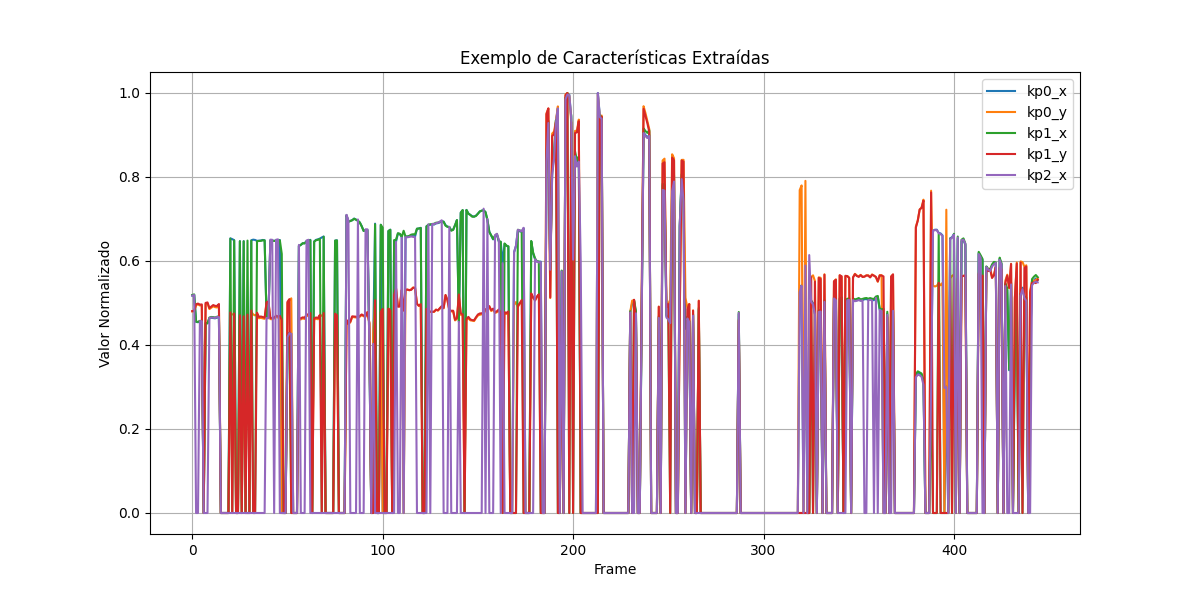 Exemplo de Características Extraídas
Valor Normalizado
1.0
0.8
0.6
0.4
0.2
0.0
0
100
200
300
400
Frame
kp0_x
kp0_y
kp1_x
kp1_y
kp2_x